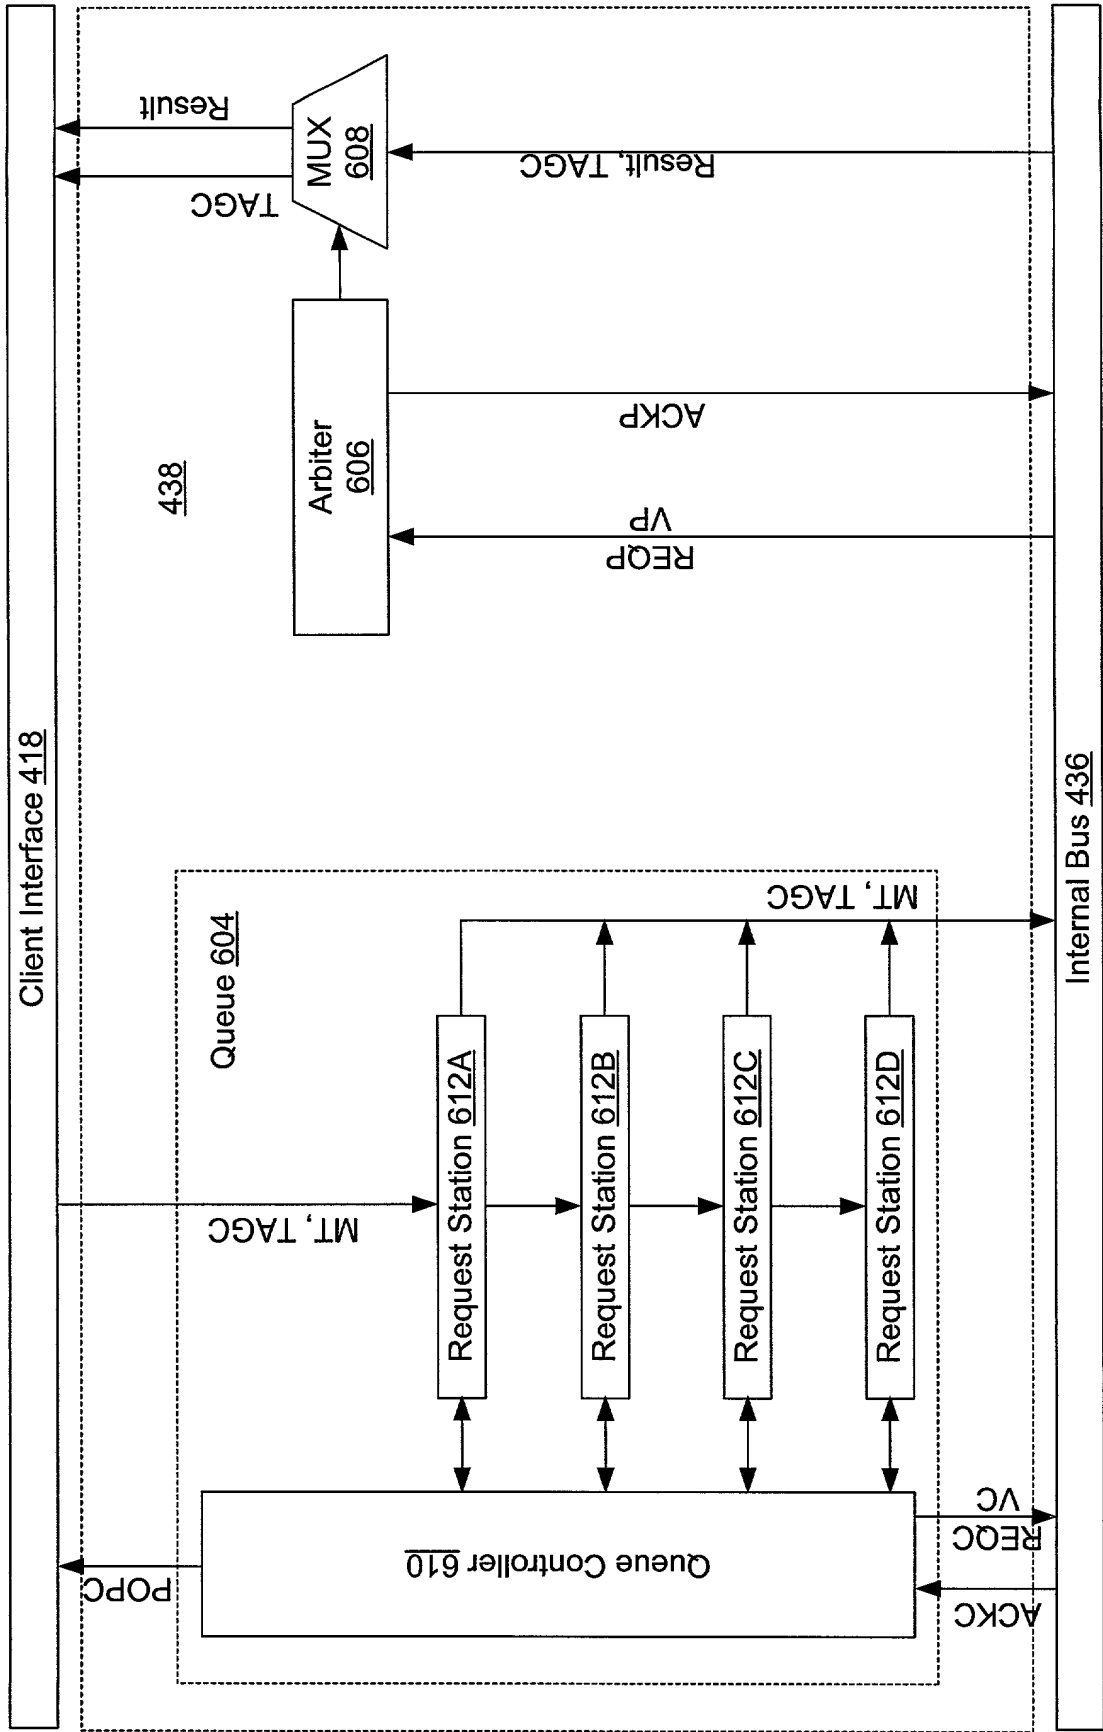 Client Interface 418
POPC
MT, TAGC
TAGC
Result
438
Queue 604
Queue Controller 610
Request Station 612A
Request Station 612B
Request Station 612C
Request Station 612D
MT, TAGC
Arbiter
606
MUX
608
ACKC
REQC
VC
REQP
VP
ACKP
Result, TAGC
Internal Bus 436